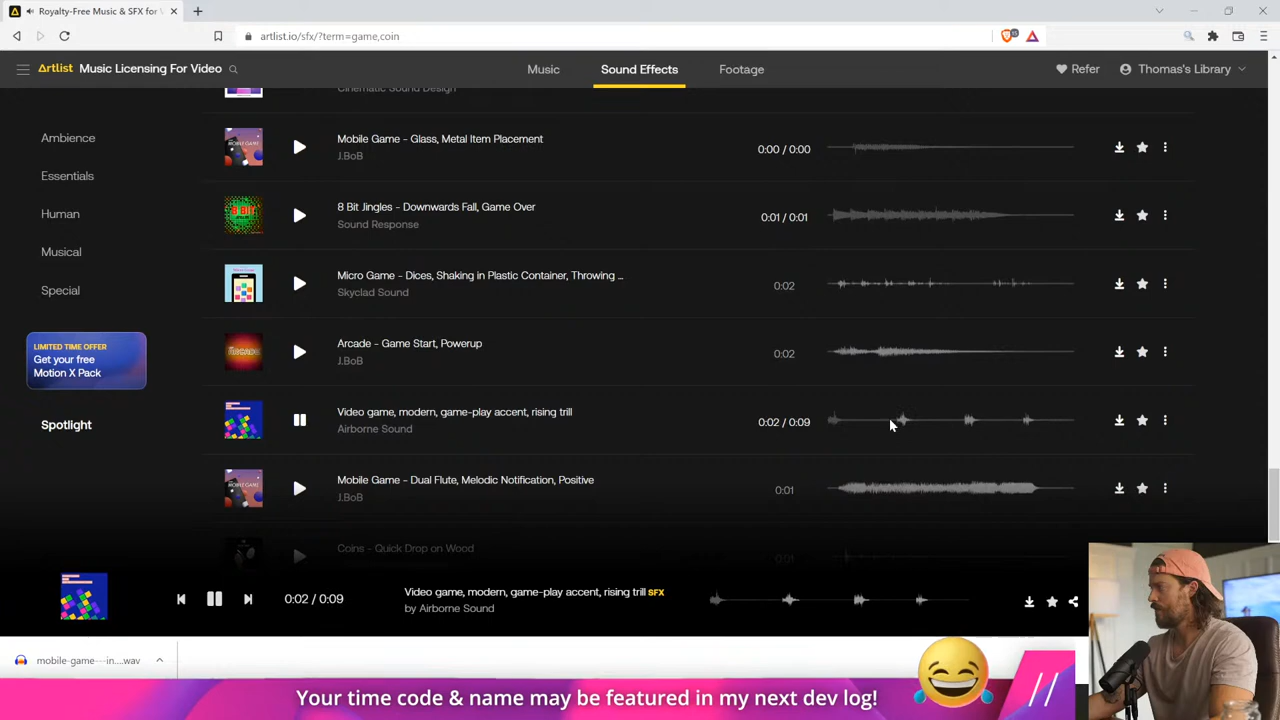 Royalty-Free Music & SFX for V
artlist.io/sfx/?term=game,coin
15
Artlist Music Licensing For Video
Music
Sound Effects
Footage
Refer
Thomas's Library
Cinematic Sound Design
Ambience
Essentials
Human
Musical
Special
LIMITED TIME OFFER
Get your free
Motion X Pack
Spotlight
Mobile Game - Glass, Metal Item Placement
J.BoB
0:00 / 0:00
8 Bit Jingles - Downwards Fall, Game Over
Sound Response
0:01 / 0:01
Micro Game - Dices, Shaking in Plastic Container, Throwing ...
Skyclad Sound
0:02
Arcade - Game Start, Powerup
J.BoB
0:02
Video game, modern, game-play accent, rising trill
Airborne Sound
0:02 / 0:09
Mobile Game - Dual Flute, Melodic Notification, Positive
J.BoB
0:01
Coins - Quick Drop on Wood
0:01
0:02 / 0:09
Video game, modern, game-play accent, rising trill SFX
by Airborne Sound
mobile-game---in....wav
Your time code & name may be featured in my next dev log!
//